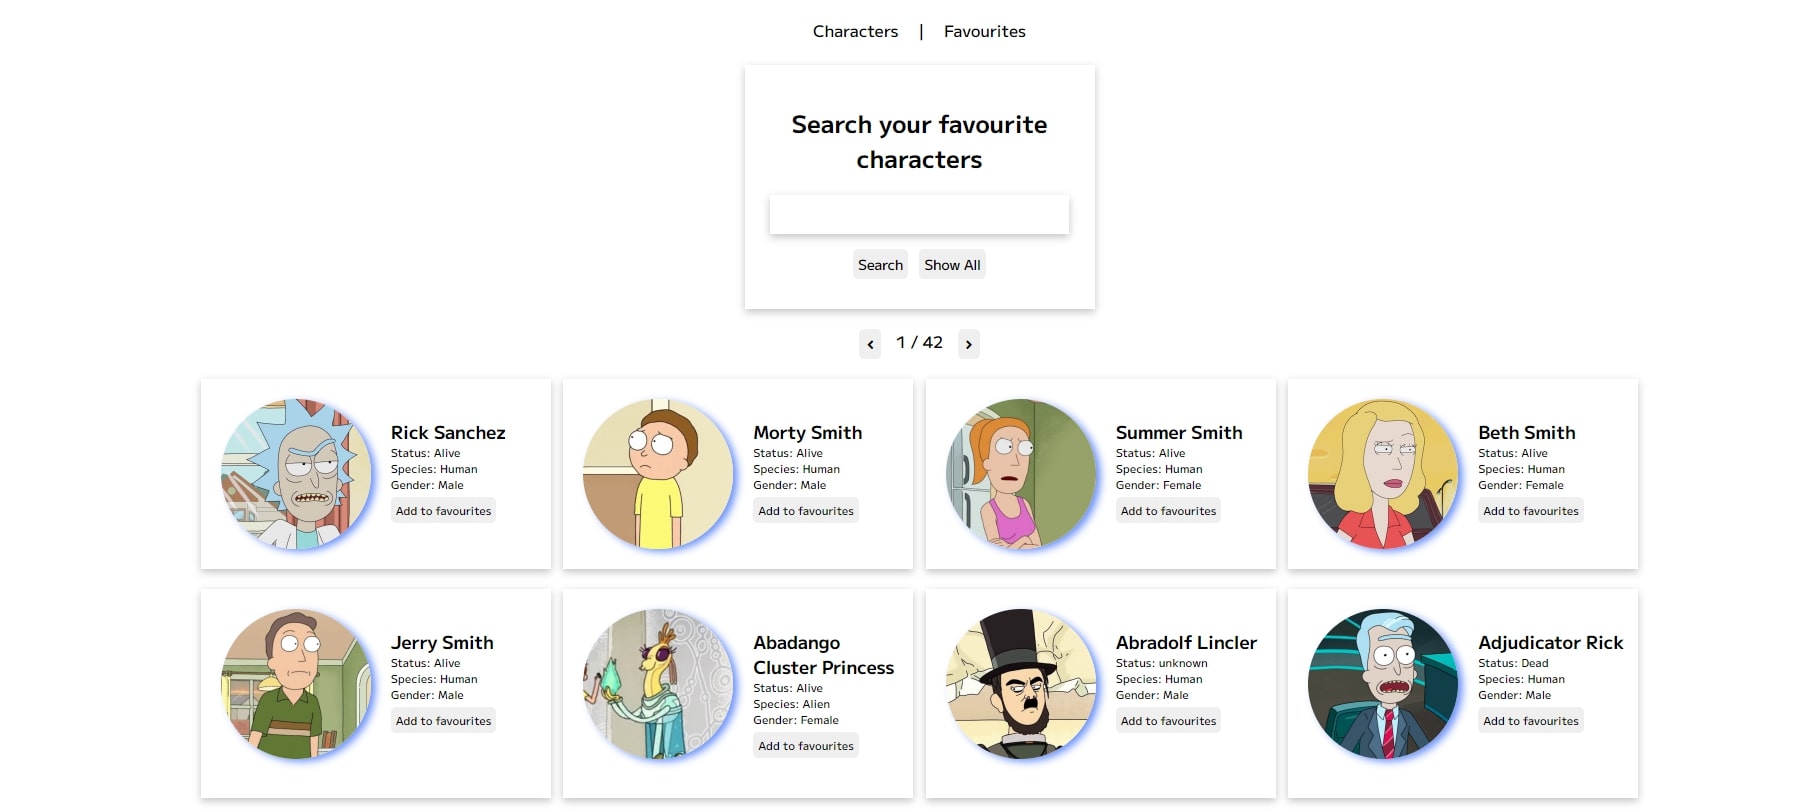 Characters | Favourites
Search your favourite
characters
Search Show All
1 / 42
Rick Sanchez
Status: Alive
Species: Human
Gender: Male
Add to favourites
Morty Smith
Status: Alive
Species: Human
Gender: Male
Add to favourites
Summer Smith
Status: Alive
Species: Human
Gender: Female
Add to favourites
Beth Smith
Status: Alive
Species: Human
Gender: Female
Add to favourites
Jerry Smith
Status: Alive
Species: Human
Gender: Male
Add to favourites
Abadango
Cluster Princess
Status: Alive
Species: Alien
Gender: Female
Add to favourites
Abradolf Lincler
Status: unknown
Species: Human
Gender: Male
Add to favourites
Adjudicator Rick
Status: Dead
Species: Human
Gender: Male
Add to favourites